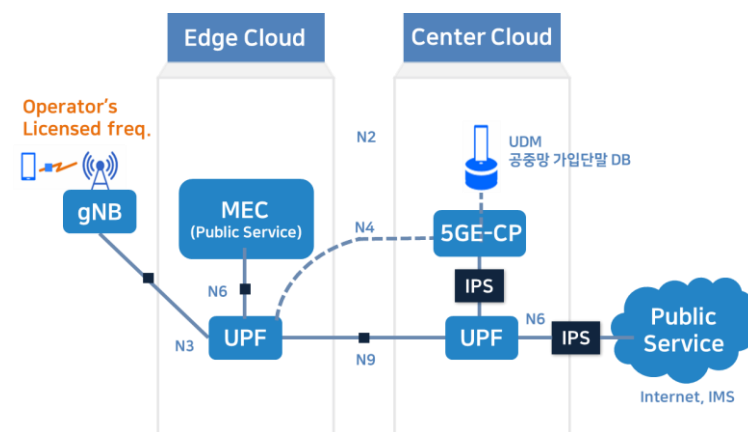 Edge Cloud
Center Cloud
Operator's
Licensed freq.
N2
UDM
공중망 가입단말 DB
gNB
MEC
(Public Service)
N4
5GE-CP
N6
IPS
N3
UPF
N9
UPF
N6
IPS
Public
Service
Internet, IMS